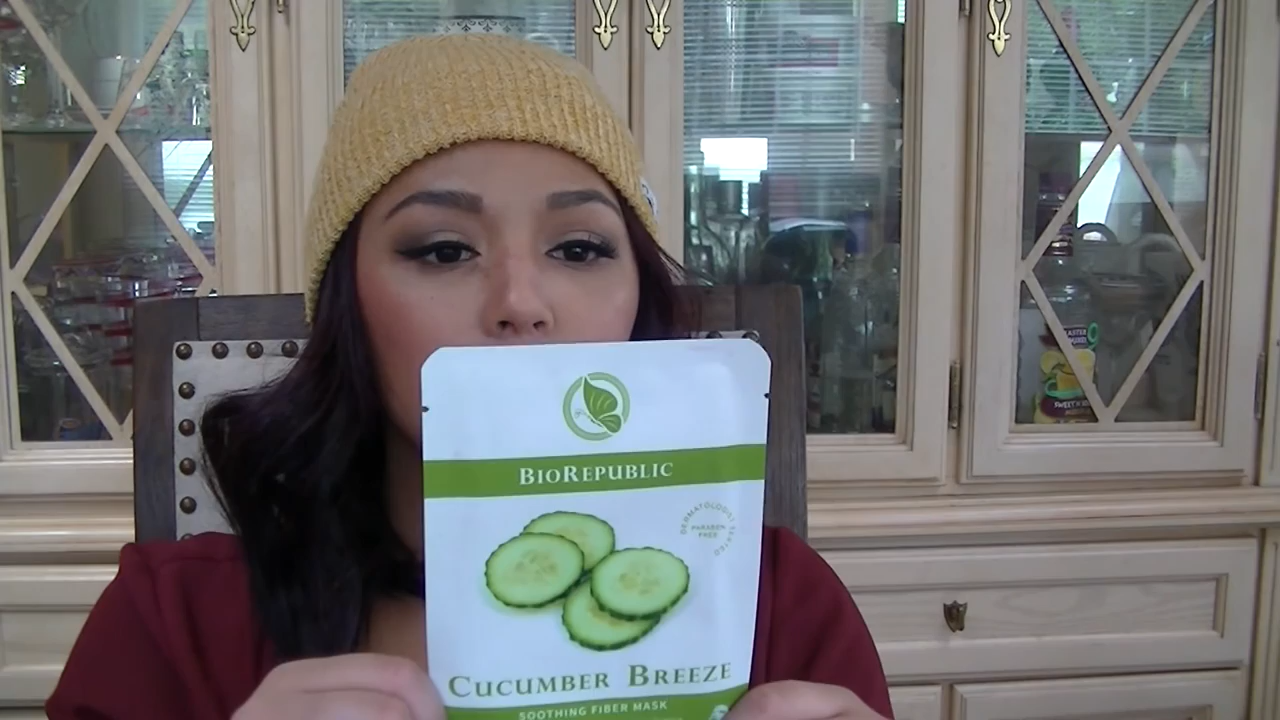 BIOREPUBLIC
DERMATOLOGIST TESTED
PARABEN
FREE
CUCUMBER BREEZE
SOOTHING FIBER MASK